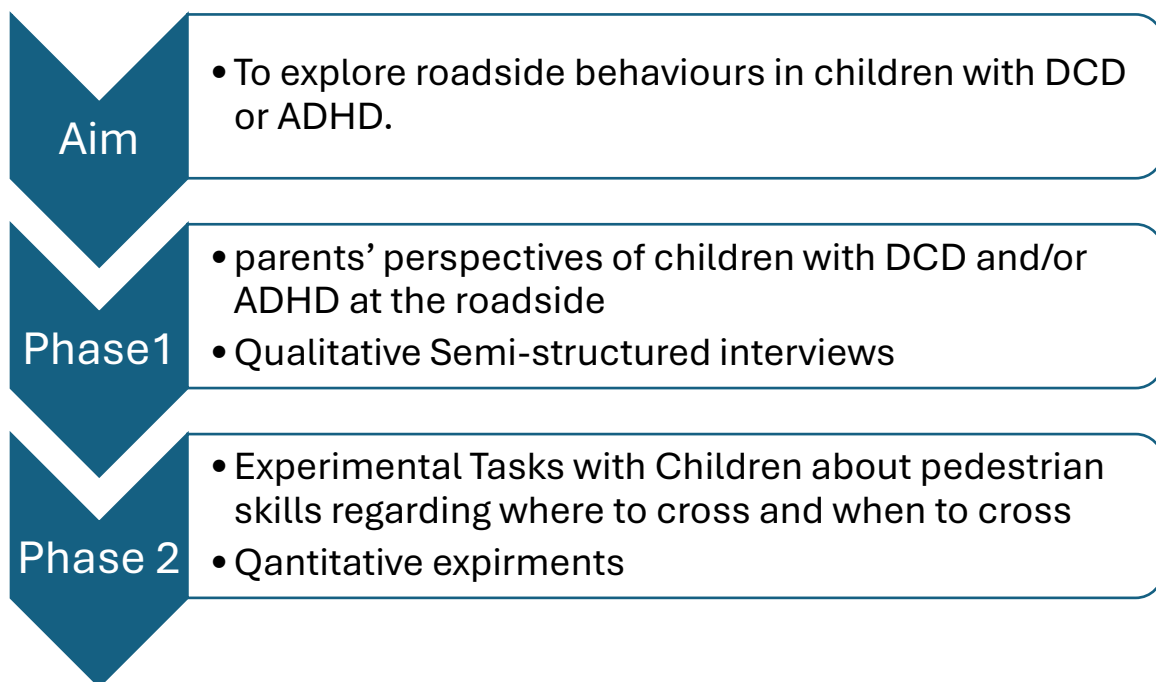 Aim
• To explore roadside behaviours in children with DCD
or ADHD.
Phase1
• parents’ perspectives of children with DCD and/or
ADHD at the roadside
• Qualitative Semi-structured interviews
Phase 2
• Experimental Tasks with Children about pedestrian
skills regarding where to cross and when to cross
• Qantitative expirments